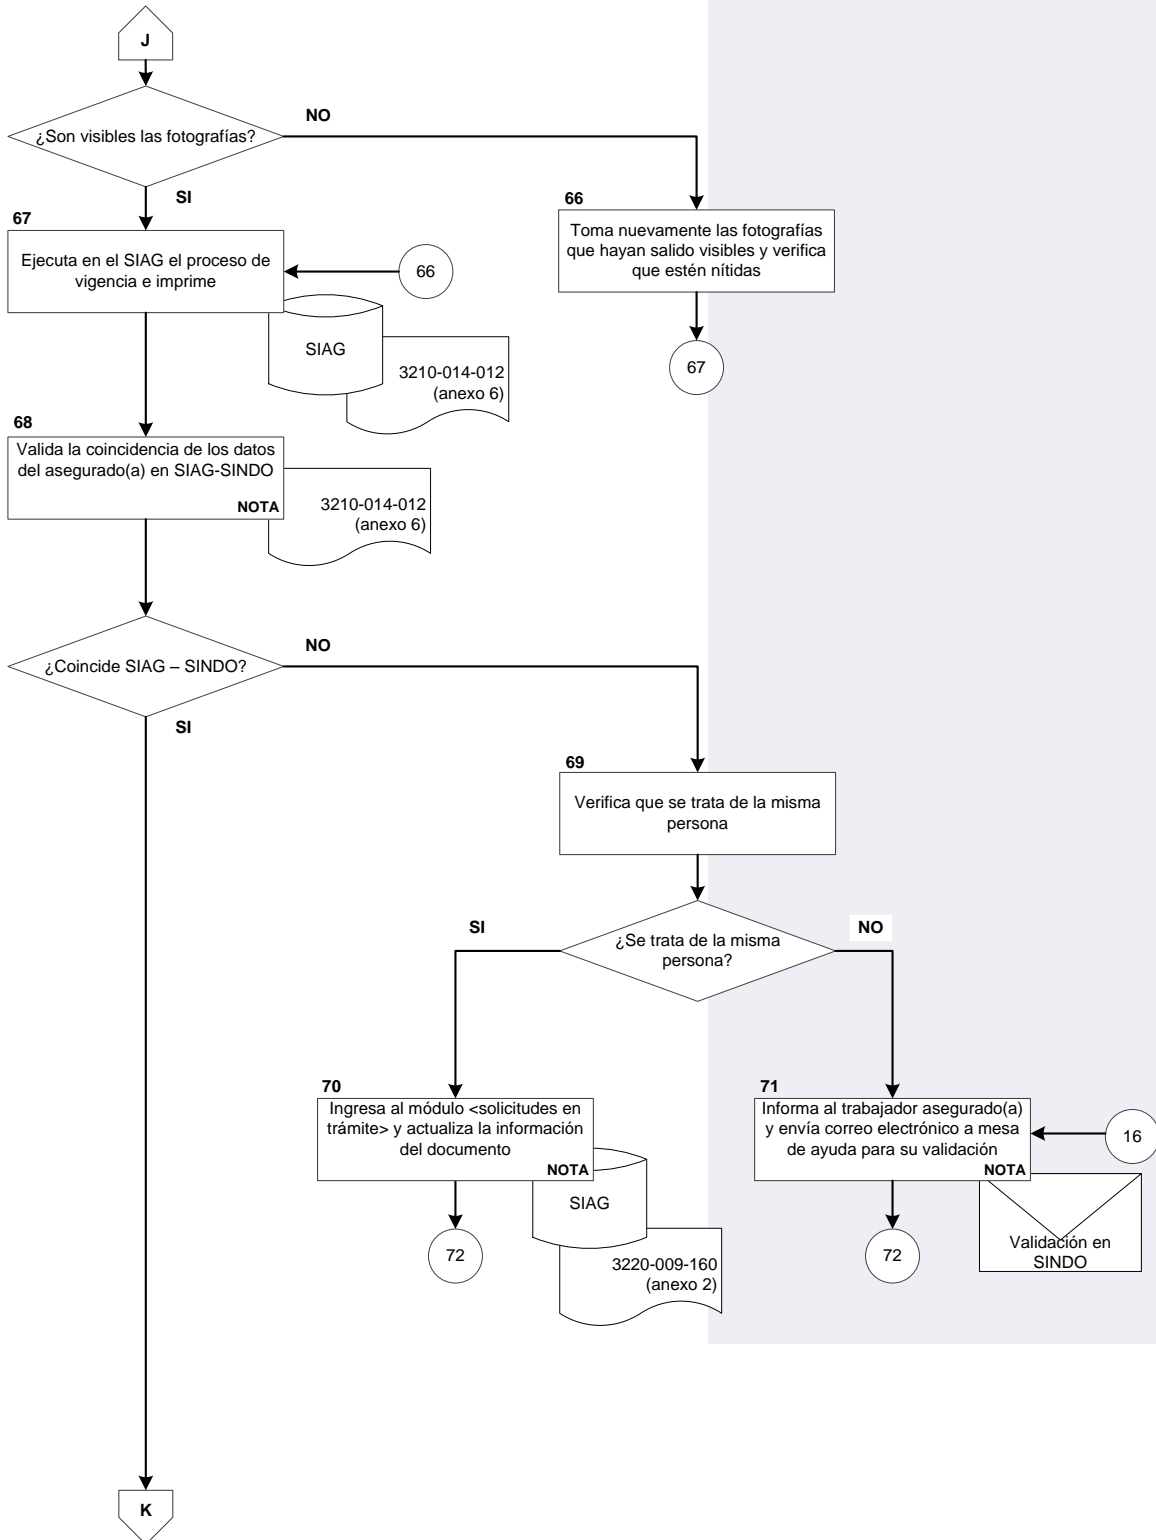 J
¿Son visibles las fotografías?
NO
SI
66
Toma nuevamente las fotografías
que hayan salido visibles y verifica
que estén nítidas
67
67
Ejecuta en el SIAG el proceso de
vigencia e imprime
66
SIAG
3210-014-012
(anexo 6)
68
Valida la coincidencia de los datos
del asegurado(a) en SIAG-SINDO
NOTA
3210-014-012
(anexo 6)
¿Coincide SIAG – SINDO?
NO
SI
69
Verifica que se trata de la misma
persona
¿Se trata de la misma
persona?
SI
NO
70
Ingresa al módulo <solicitudes en
trámite> y actualiza la información
del documento
NOTA
SIAG
3220-009-160
(anexo 2)
72
71
Informa al trabajador asegurado(a)
y envía correo electrónico a mesa
de ayuda para su validación
NOTA
16
Validación en
SINDO
72
K